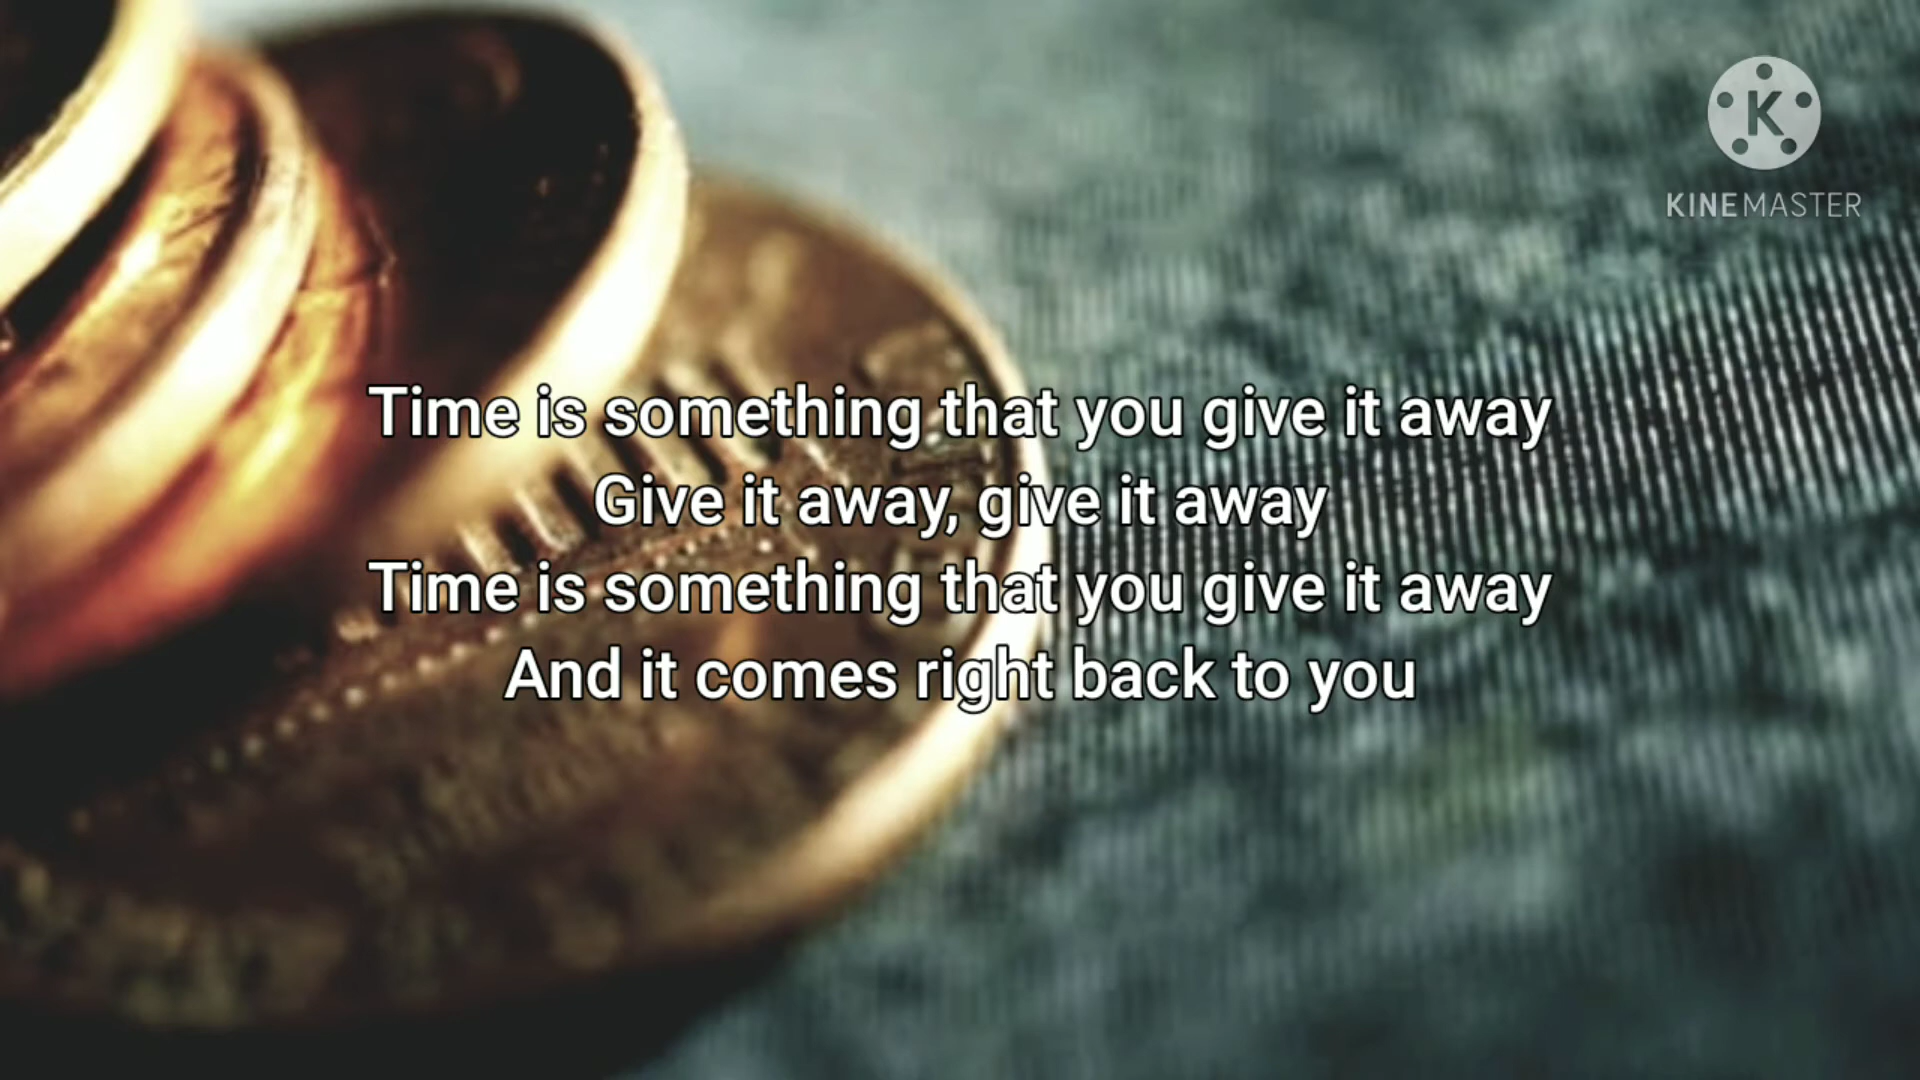 K
KINEMASTER
Time is something that you give it away
Give it away, give it away
Time is something that you give it away
And it comes right back to you